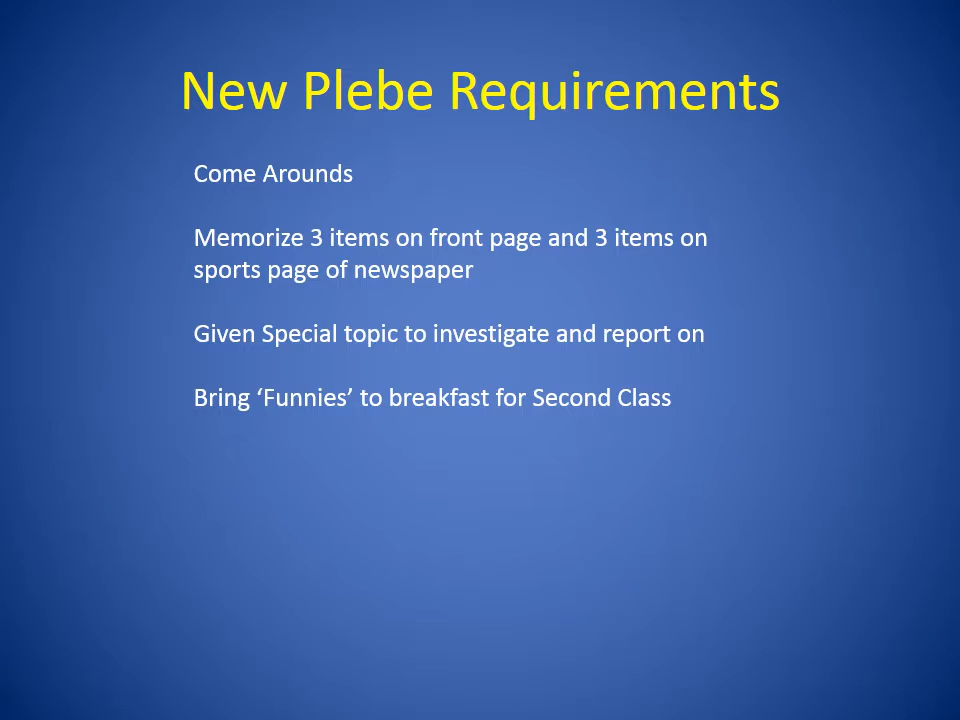 New Plebe Requirements
Come Arounds
Memorize 3 items on front page and 3 items on
sports page of newspaper
Given Special topic to investigate and report on
Bring ‘Funnies’ to breakfast for Second Class